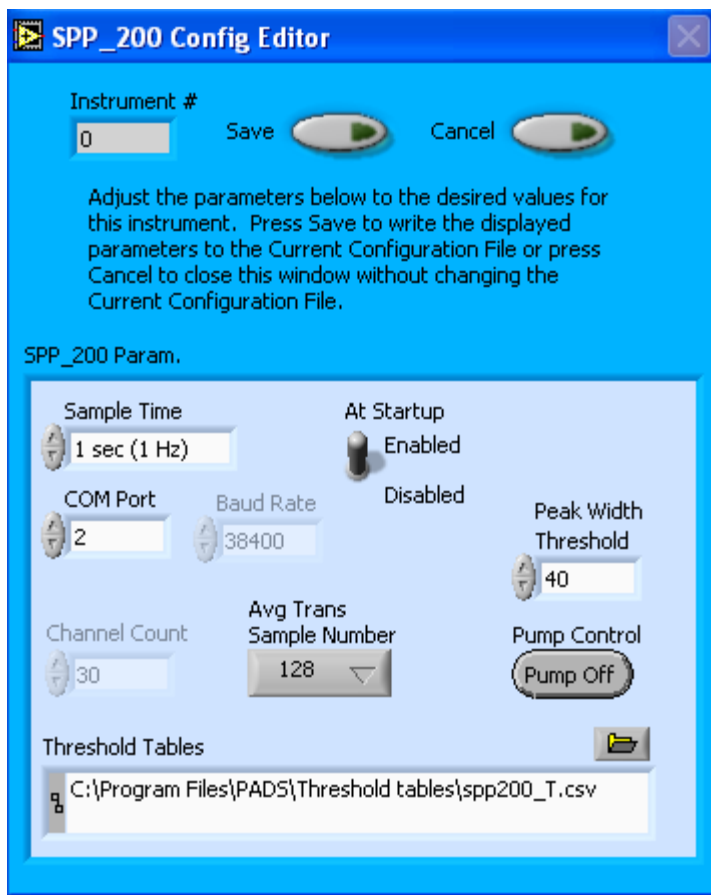 SPP_200 Config Editor
Instrument #
0
Save
Cancel
Adjust the parameters below to the desired values for
this instrument.  Press Save to write the displayed
parameters to the Current Configuration File or press
Cancel to close this window without changing the
Current Configuration File.
SPP_200 Param.
Sample Time
1 sec (1 Hz)
At Startup
Enabled
Disabled
COM Port
2
Baud Rate
38400
Peak Width
Threshold
40
Channel Count
30
Avg Trans
Sample Number
128
Pump Control
Pump Off
Threshold Tables
C:\Program Files\PADS\Threshold tables\spp200_T.csv